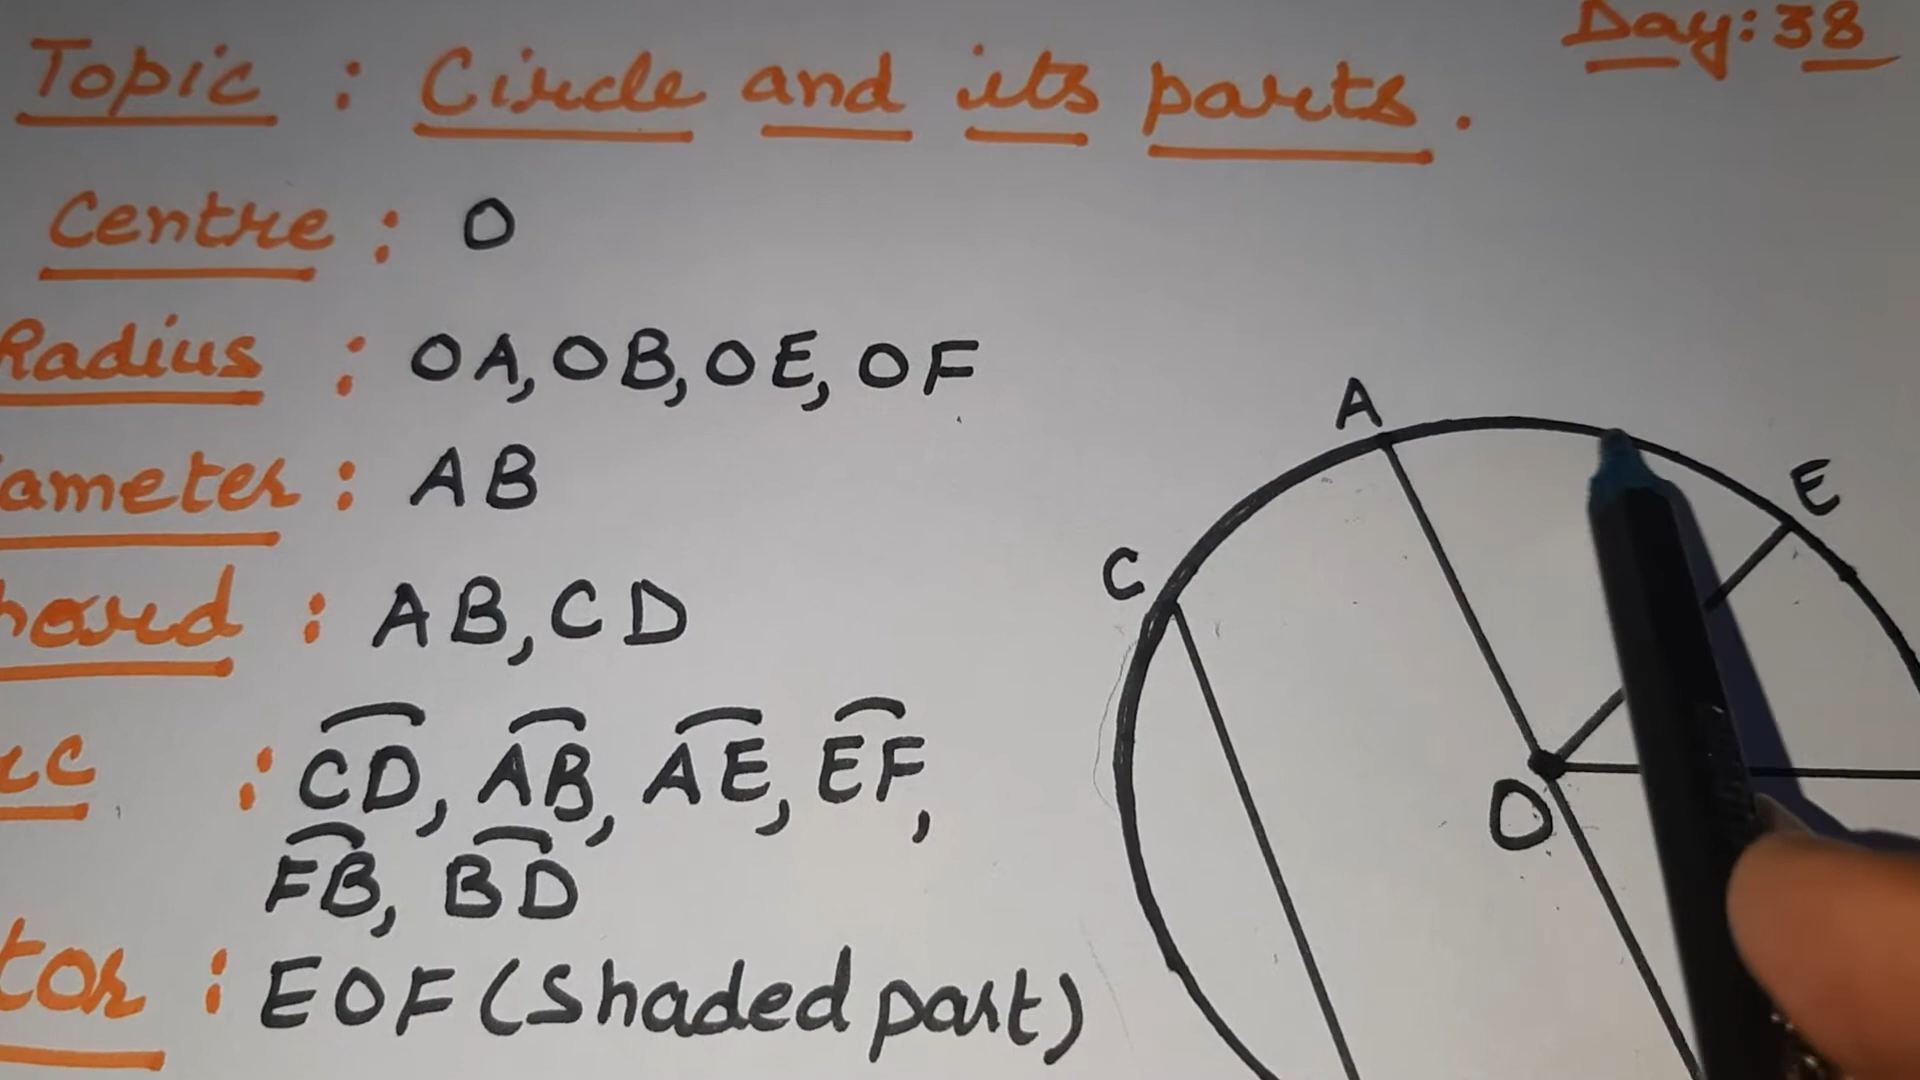 Day: 38
Topic : Circle and its parts.
Centre : O
Radius : OA, OB, OE, OF
ameter : AB
hord : AB, CD
rc : CD, AB, AE, EF,
FB, BD
tor : EOF (Shaded part)
A
E
C
O